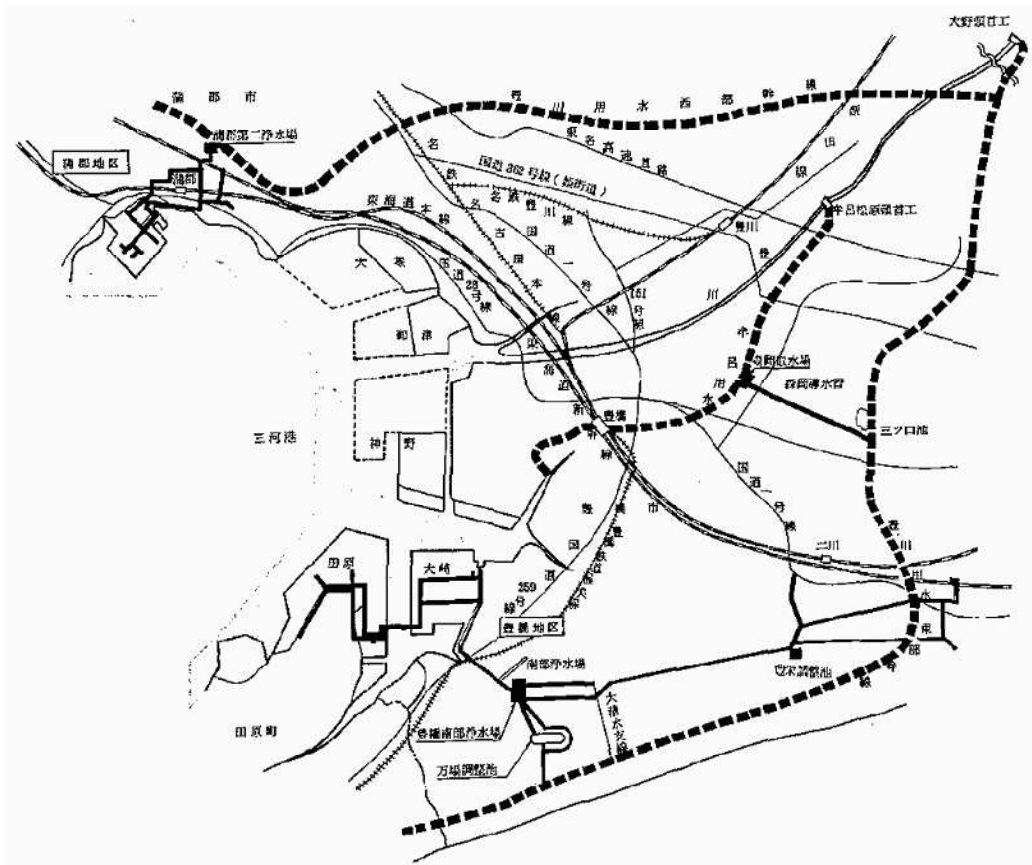 大野頭首工
蒲郡市
豊川用水西部幹線
蒲郡第二浄水場
蒲郡地区
蒲郡
東名高速道路
国道362号線(姫街道)
名鉄豊川線
名鉄名古屋本線
飯田線
豊川
牟呂松原頭首工
東海道本線
国道一号線
国道23号線
151号線
豊川
大塚
御津
東海道新幹線
牟呂用水
森岡取水場
森岡導水管
三ツ口池
豊橋
神野
三河港
豊橋市
国道一号線
二川
豊橋鉄道渥美線
国道259号線
田原
大崎
豊橋地区
豊川用水東部幹線
南部浄水場
大清水支線
豊橋南部浄水場
万場調整池
田原町